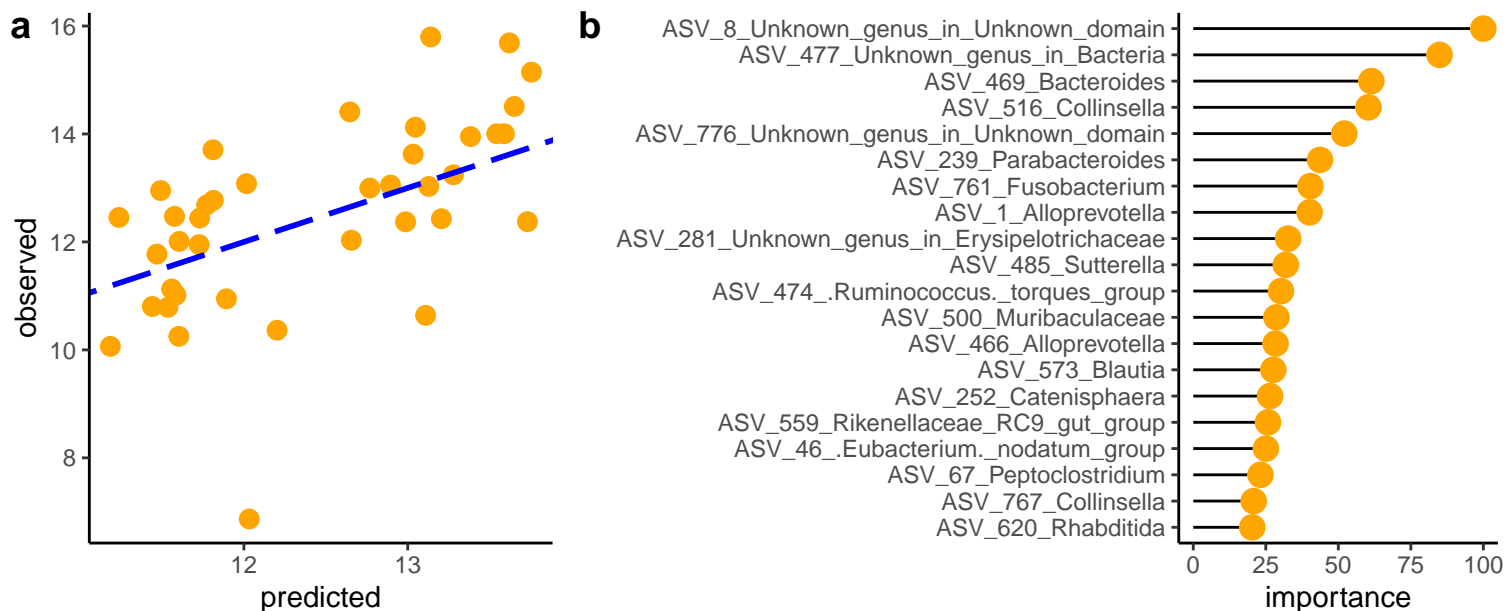 a
16
14
12
10
8
observed
12
13
predicted
b
ASV_8_Unknown_genus_in_Unknown_domain
ASV_477_Unknown_genus_in_Bacteria
ASV_469_Bacteroides
ASV_516_Collinsella
ASV_776_Unknown_genus_in_Unknown_domain
ASV_239_Parabacteroides
ASV_761_Fusobacterium
ASV_1_Alloprevotella
ASV_281_Unknown_genus_in_Erysipelotrichaceae
ASV_485_Sutterella
ASV_474_.Ruminococcus._torques_group
ASV_500_Muribaculaceae
ASV_466_Alloprevotella
ASV_573_Blautia
ASV_252_Catenisphaera
ASV_559_Rikenellaceae_RC9_gut_group
ASV_46_.Eubacterium._nodatum_group
ASV_67_Peptoclostridium
ASV_767_Collinsella
ASV_620_Rhabditida
0
25
50
75
100
importance